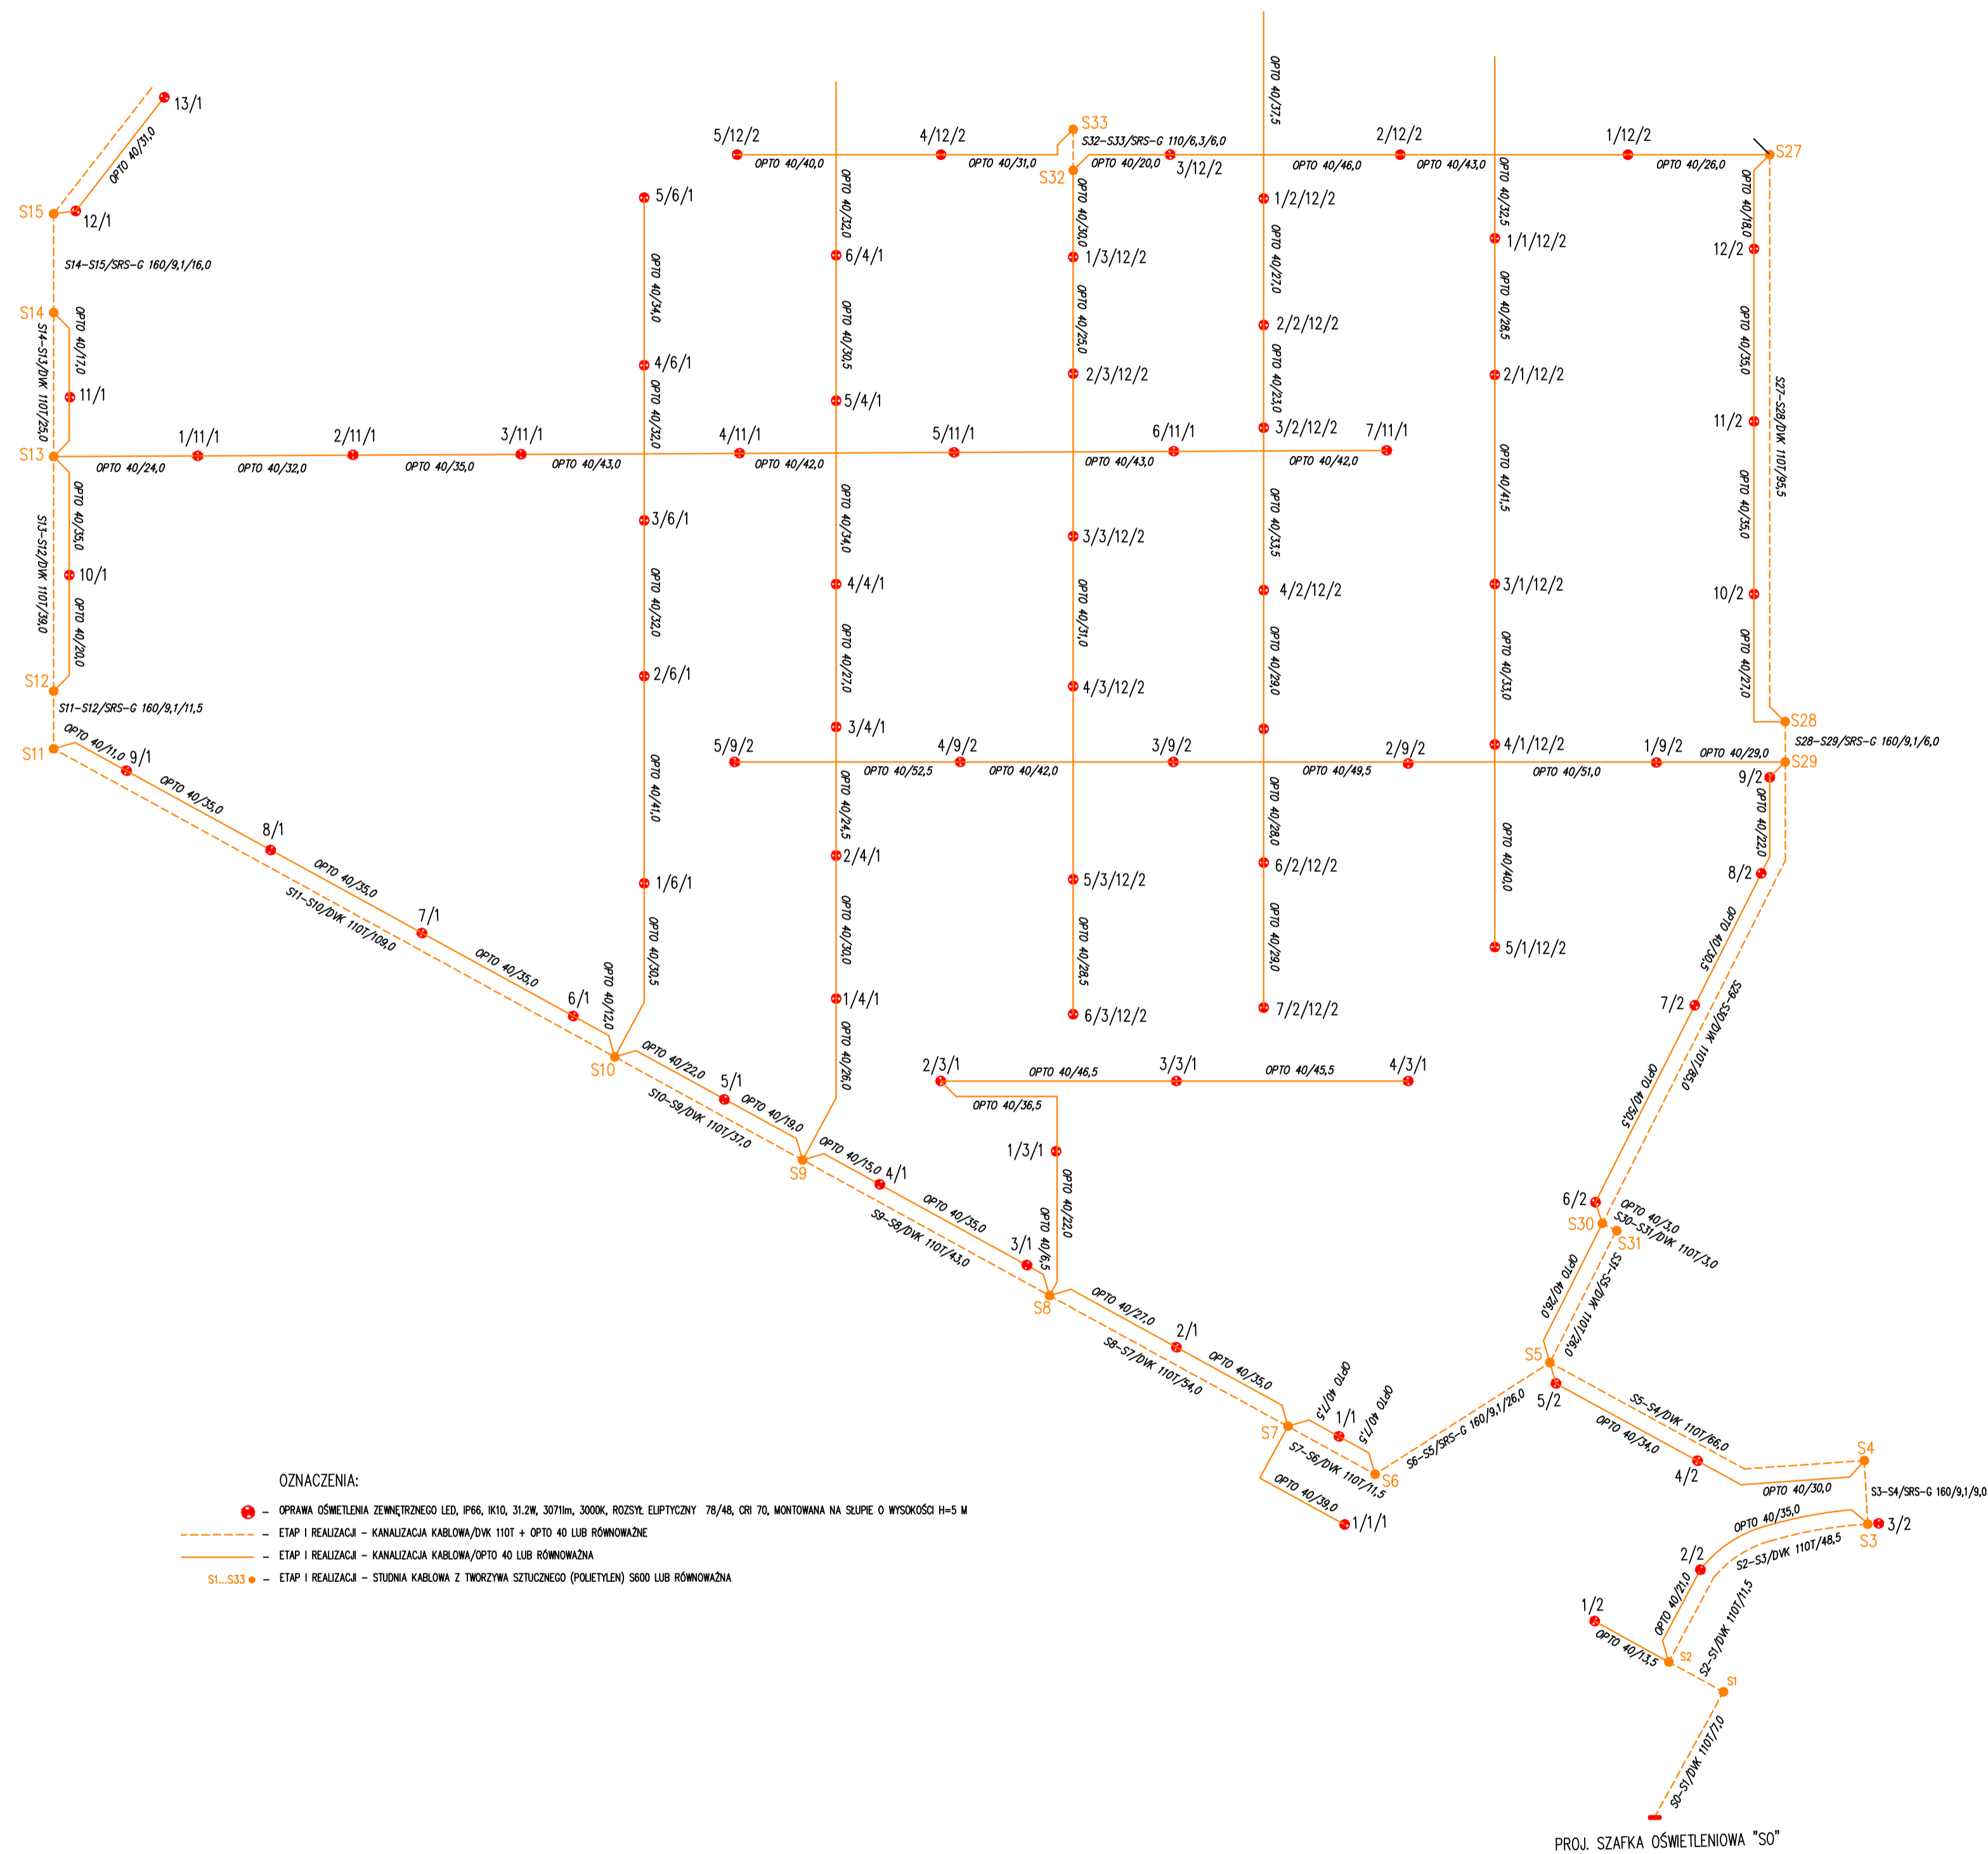 13/1
OPTO 40/31,0
S15
12/1
S14-S15/SRS-G 160/9,1/16,0
S14
OPTO 40/17,0
S14-S13/DVK 110T/25,0
11/1
S13
1/11/1
2/11/1
3/11/1
4/11/1
5/11/1
6/11/1
7/11/1
OPTO 40/24,0
OPTO 40/32,0
OPTO 40/35,0
OPTO 40/43,0
OPTO 40/42,0
OPTO 40/43,0
OPTO 40/42,0
OPTO 40/35,0
S13-S12/DVK 110T/39,0
10/1
OPTO 40/20,0
S12
S11-S12/SRS-G 160/9,1/11,5
S11
OPTO 40/11,0
9/1
OPTO 40/35,0
8/1
OPTO 40/35,0
S11-S10/DVK 110T/109,0
7/1
OPTO 40/35,0
6/1
OPTO 40/12,0
S10
5/6/1
OPTO 40/34,0
4/6/1
OPTO 40/32,0
3/6/1
OPTO 40/32,0
2/6/1
OPTO 40/41,0
1/6/1
OPTO 40/30,5
OPTO 40/22,0
5/1
OPTO 40/19,0
S10-S9/DVK 110T/37,0
S9
OPTO 40/32,0
6/4/1
OPTO 40/30,5
5/4/1
OPTO 40/34,0
4/4/1
OPTO 40/27,0
3/4/1
OPTO 40/24,5
2/4/1
OPTO 40/30,0
1/4/1
OPTO 40/26,0
5/12/2
4/12/2
S33
S32-S33/SRS-G 110/6,3/6,0
OPTO 40/40,0
OPTO 40/31,0
S32
OPTO 40/20,0
3/12/2
OPTO 40/46,0
2/12/2
OPTO 40/43,0
1/12/2
OPTO 40/26,0
S27
OPTO 40/30,0
1/3/12/2
OPTO 40/25,0
2/3/12/2
3/3/12/2
OPTO 40/31,0
4/3/12/2
5/3/12/2
OPTO 40/28,5
6/3/12/2
OPTO 40/37,5
1/2/12/2
OPTO 40/27,0
2/2/12/2
OPTO 40/23,0
3/2/12/2
OPTO 40/33,5
4/2/12/2
OPTO 40/29,0
OPTO 40/28,0
6/2/12/2
OPTO 40/29,0
7/2/12/2
OPTO 40/32,5
1/1/12/2
OPTO 40/28,5
2/1/12/2
OPTO 40/41,5
3/1/12/2
OPTO 40/33,0
4/1/12/2
OPTO 40/40,0
5/1/12/2
OPTO 40/18,0
12/2
OPTO 40/35,0
11/2
S27-S28/DVK 110T/95,5
OPTO 40/35,0
10/2
OPTO 40/27,0
S28
S28-S29/SRS-G 160/9,1/6,0
S29
5/9/2
4/9/2
3/9/2
2/9/2
1/9/2
OPTO 40/29,0
OPTO 40/52,5
OPTO 40/42,0
OPTO 40/49,5
OPTO 40/51,0
9/2
OPTO 40/22,0
8/2
OPTO 40/30,5
7/2
S29-S30/DVK 110T/85,0
OPTO 40/50,5
6/2
S30
OPTO 40/3,0
S30-S31/DVK 110T/3,0
S31
OPTO 40/26,0
S31-S5/DVK 110T/26,0
S5
2/3/1
3/3/1
4/3/1
OPTO 40/46,5
OPTO 40/45,5
OPTO 40/36,5
1/3/1
OPTO 40/22,0
OPTO 40/6,5
OPTO 40/15,0
4/1
OPTO 40/35,0
S9-S8/DVK 110T/43,0
3/1
S8
OPTO 40/27,0
2/1
S8-S7/DVK 110T/54,0
OPTO 40/35,0
S7
OPTO 40/7,5
1/1
OPTO 40/7,5
S7-S6/DVK 110T/11,5
S6
OPTO 40/39,0
1/1/1
S6-S5/SRS-G 160/9,1/26,0
5/2
S5-S4/DVK 110T/66,0
OPTO 40/34,0
4/2
OPTO 40/30,0
S4
S3-S4/SRS-G 160/9,1/9,0
S3
3/2
OPTO 40/35,0
S2-S3/DVK 110T/48,5
2/2
OPTO 40/21,0
1/2
OPTO 40/13,5
S2
S2-S1/DVK 110T/11,5
S1
S0-S1/DVK 110T/7,0
PROJ. SZAFKA OŚWIETLENIOWA "SO"
OZNACZENIA:
– OPRAWA OŚWIETLENIA ZEWNĘTRZNEGO LED, IP66, IK10, 31.2W, 3071lm, 3000K, ROZSYŁ ELIPTYCZNY 78/48, CRI 70, MONTOWANA NA SŁUPIE O WYSOKOŚCI H=5 M
– ETAP I REALIZACJI – KANALIZACJA KABLOWA/DVK 110T + OPTO 40 LUB RÓWNOWAŻNE
– ETAP I REALIZACJI – KANALIZACJA KABLOWA/OPTO 40 LUB RÓWNOWAŻNA
S1...S33 – ETAP I REALIZACJI – STUDNIA KABLOWA Z TWORZYWA SZTUCZNEGO (POLIETYLEN) S600 LUB RÓWNOWAŻNA